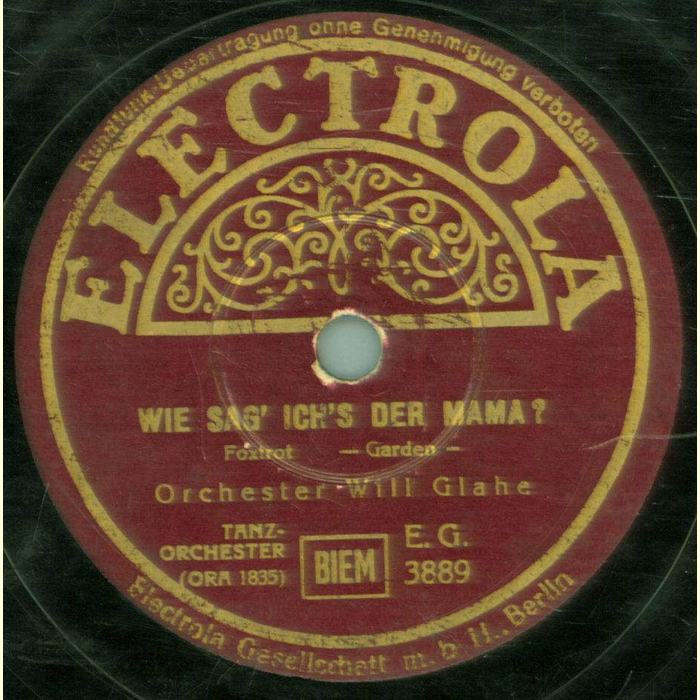 Rundfunk-Uebertragung ohne Genehmigung verboten
ELECTROLA
WIE SAG' ICH'S DER MAMA?
Foxtrot — Garden —
Orchester Will Glahe
TANZ-
ORCHESTER
(ORA 1835)
BIEM
E. G.
3889
Electrola Gesellschaft m. b. H., Berlin